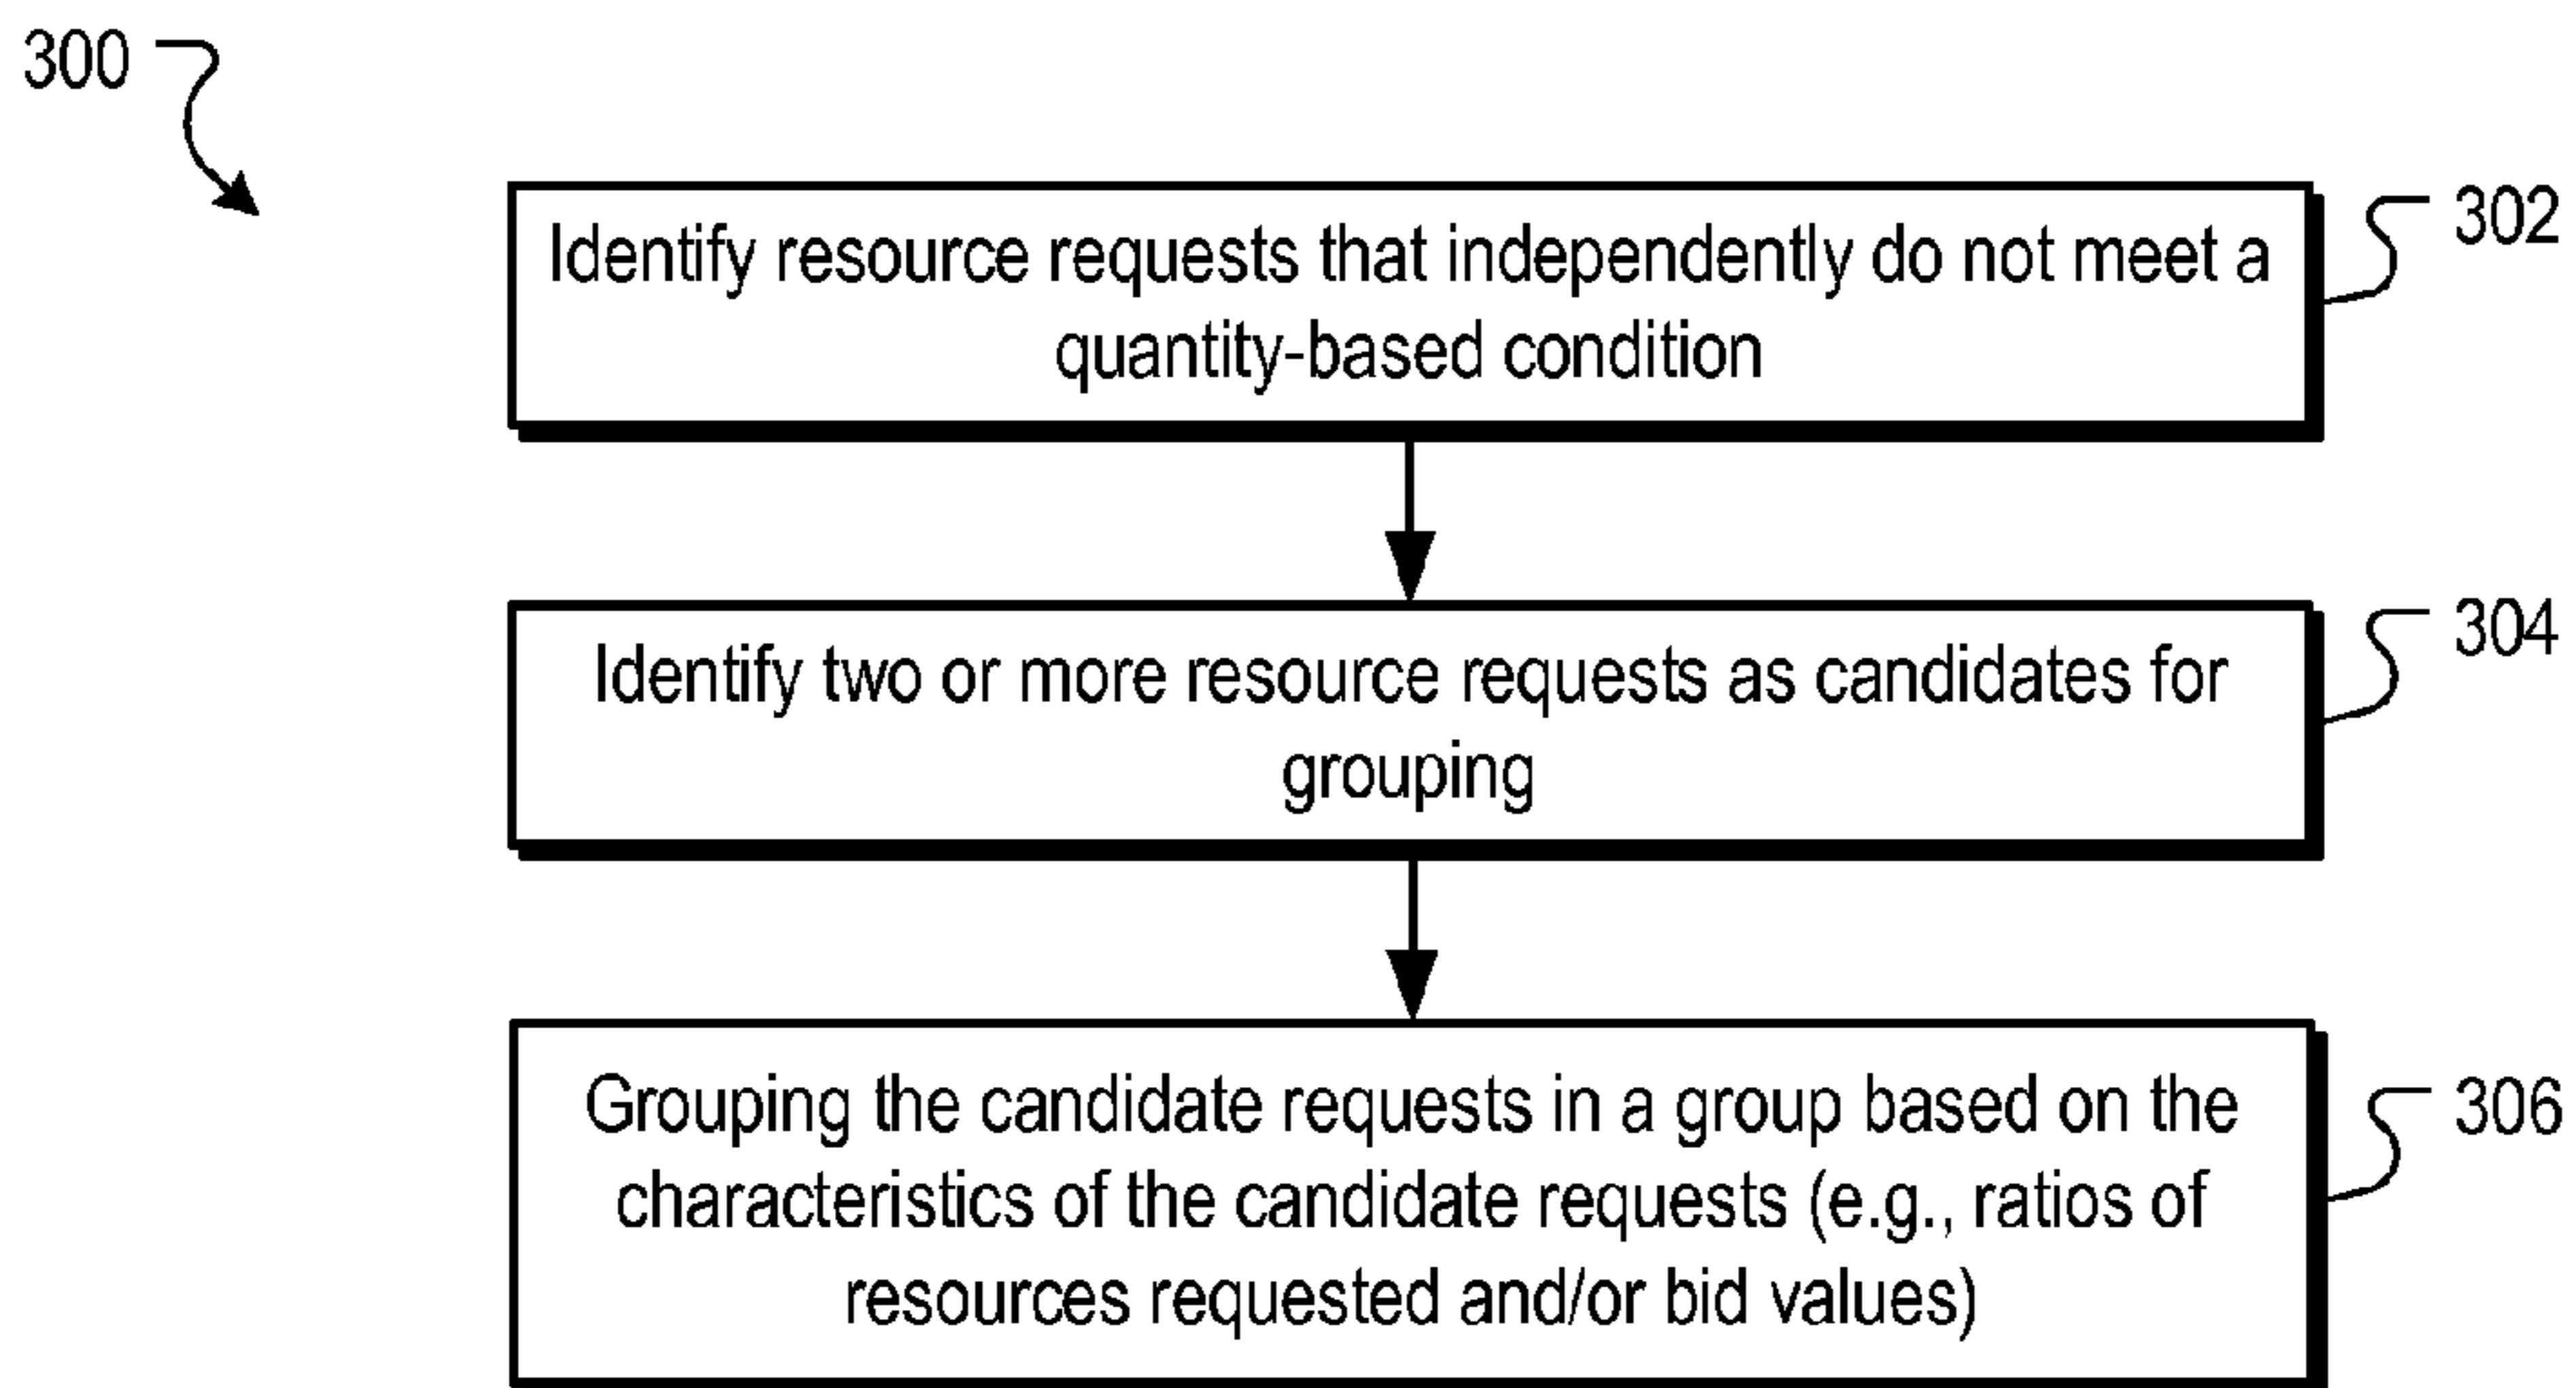 300
Identify resource requests that independently do not meet a
quantity-based condition
302
Identify two or more resource requests as candidates for
grouping
304
Grouping the candidate requests in a group based on the
characteristics of the candidate requests (e.g., ratios of
resources requested and/or bid values)
306